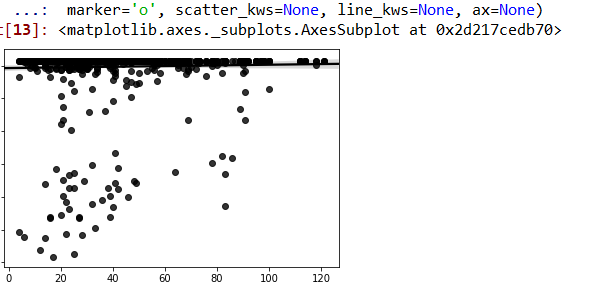 ...: marker='o', scatter_kws=None, line_kws=None, ax=None)
t[13]: <matplotlib.axes._subplots.AxesSubplot at 0x2d217cedb70>
0 20 40 60 80 100 120